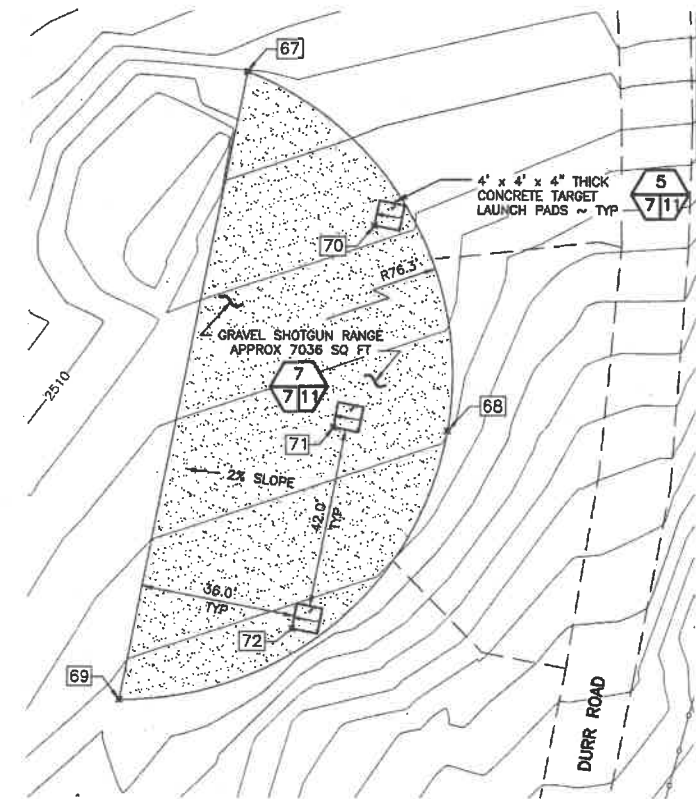 67
4' x 4' x 4" THICK
CONCRETE TARGET
LAUNCH PADS ~ TYP
5
7 11
70
R76.3'
GRAVEL SHOTGUN RANGE
APPROX 7036 SQ FT
7
7 11
2510
71
68
2% SLOPE
42.0'
TYP
36.0'
TYP
72
69
DURR ROAD